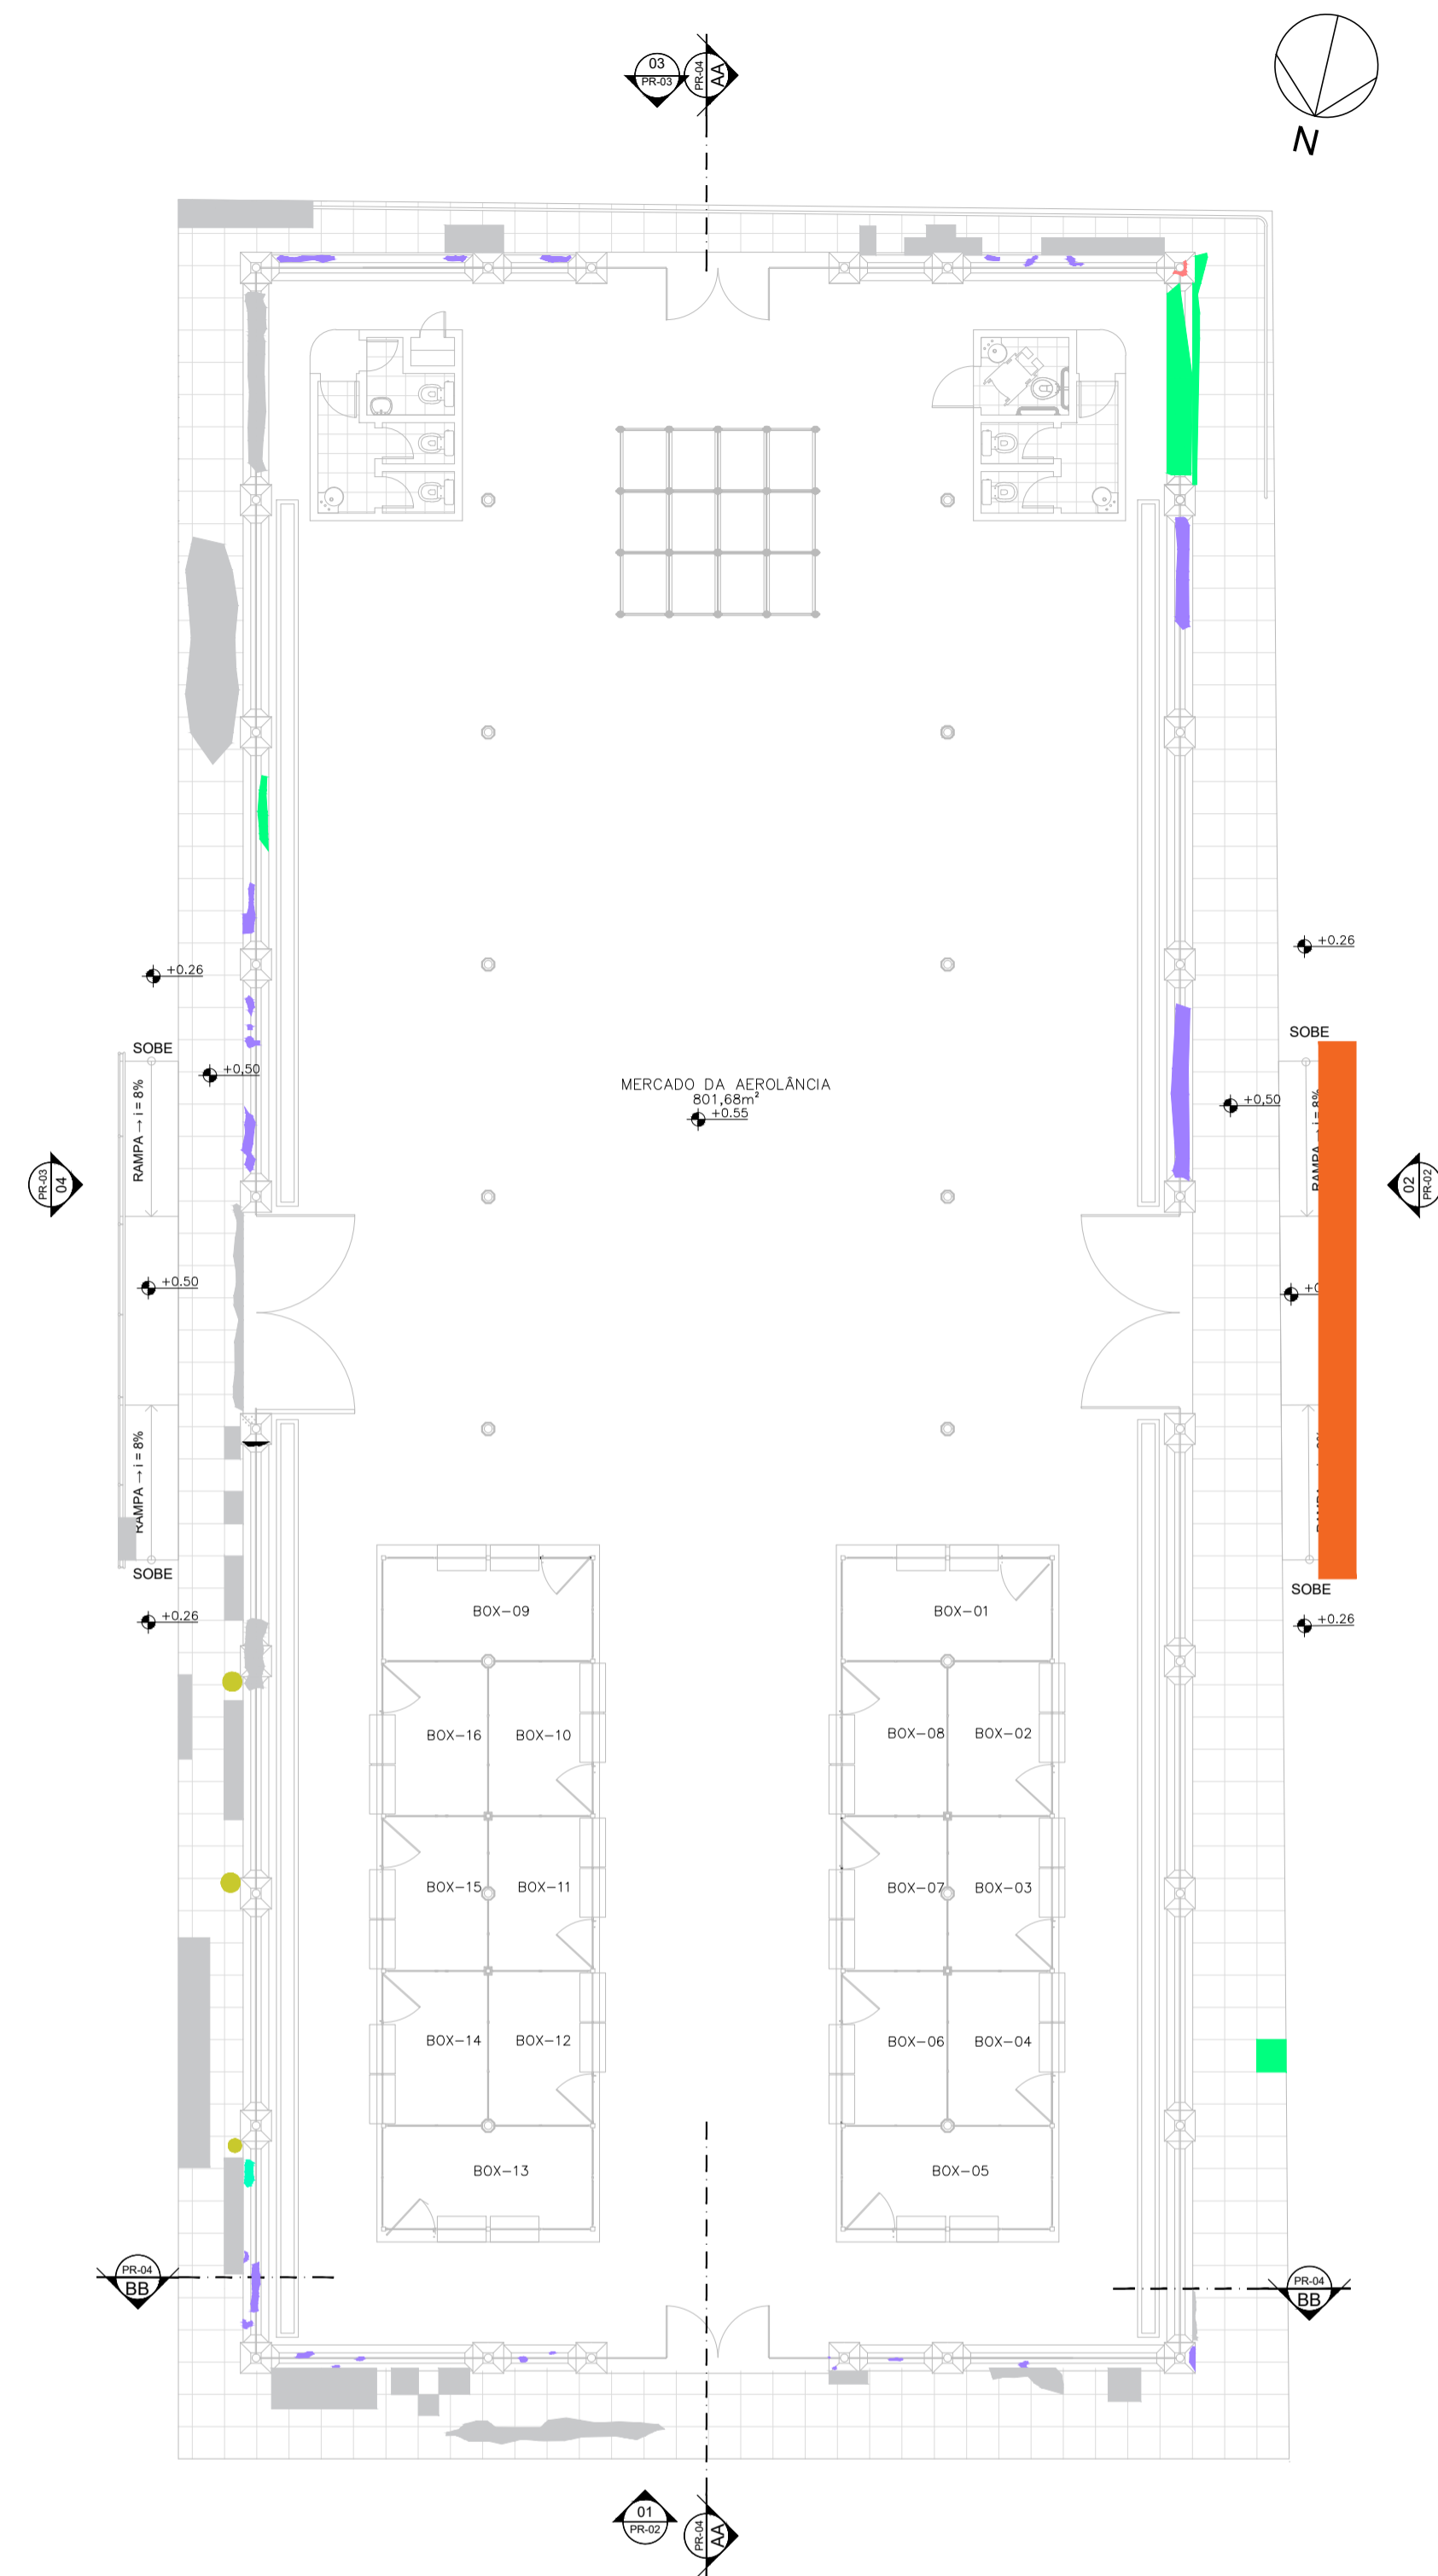 03
PR-03
PR-04
AA
N
+0.26
+0.26
SOBE
SOBE
RAMPA → i = 8%
+0,50
MERCADO DA AEROLÂNCIA
801,68m²
+0.55
+0,50
PR-03
04
02
PR-02
+0.50
RAMPA → i = 8%
SOBE
SOBE
+0.26
+0.26
BOX-09
BOX-01
BOX-16
BOX-10
BOX-08
BOX-02
BOX-15
BOX-11
BOX-07
BOX-03
BOX-14
BOX-12
BOX-06
BOX-04
BOX-13
BOX-05
PR-04
BB
PR-04
BB
01
PR-02
PR-04
AA